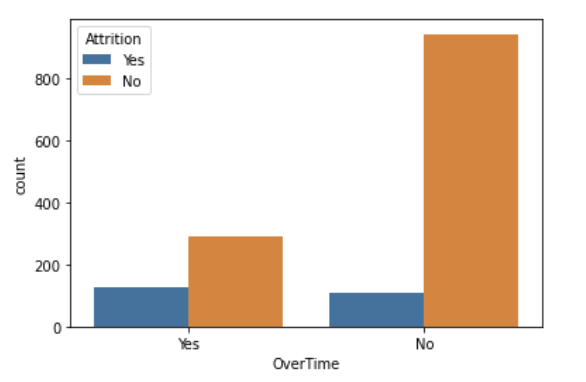 Attrition
Yes
No
800
600
400
200
0
count
Yes No
OverTime